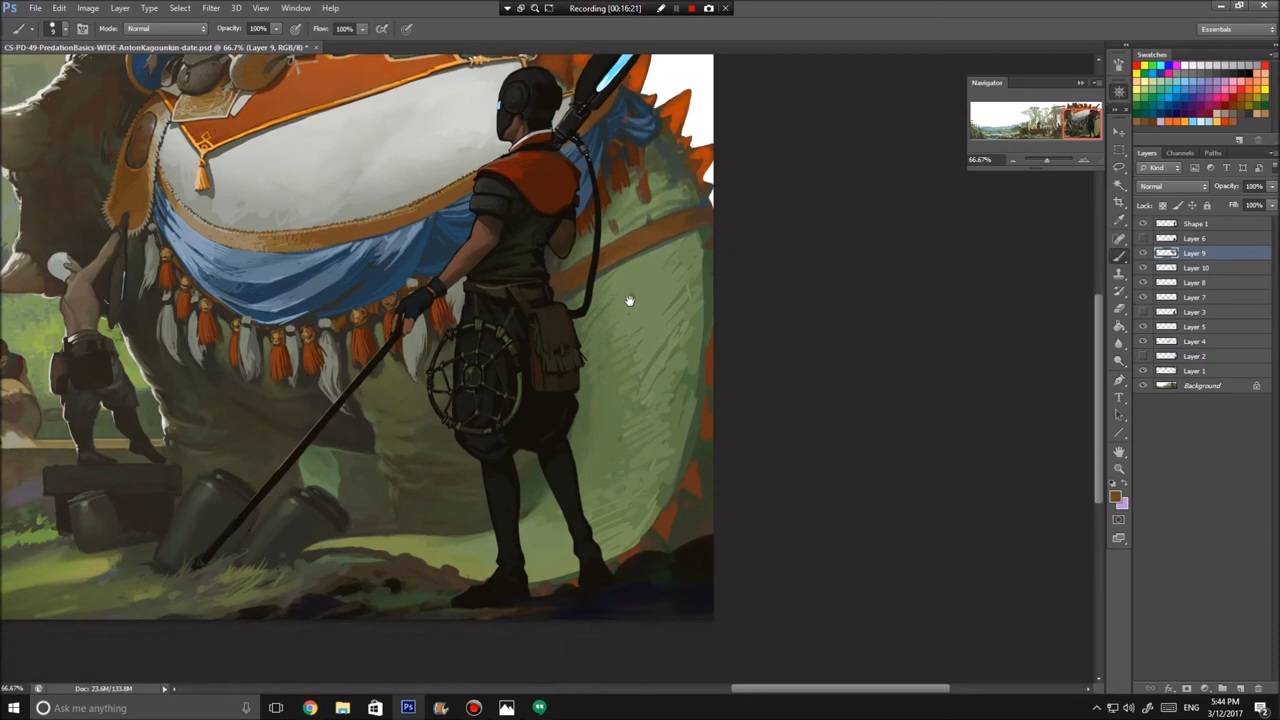 Ps File Edit Image Layer Type Select Filter 3D View Window Help
Recording [00:16:21]
9 Mode: Normal Opacity: 100% Flow: 100% Essentials
CS-PD-49-PredationBasics-WIDE-AntonKagounkin-date.psd @ 66.7% (Layer 9, RGB/8) *
Swatches
Navigator
66.67%
Layers Channels Paths
Kind
Normal Opacity: 100%
Lock: Fill: 100%
Shape 1
Layer 6
Layer 9
Layer 10
Layer 8
Layer 7
Layer 3
Layer 5
Layer 4
Layer 2
Layer 1
Background
66.67% Doc: 23.6M/133.8M
Ask me anything
Ps
ENG
5:44 PM
3/12/2017
2